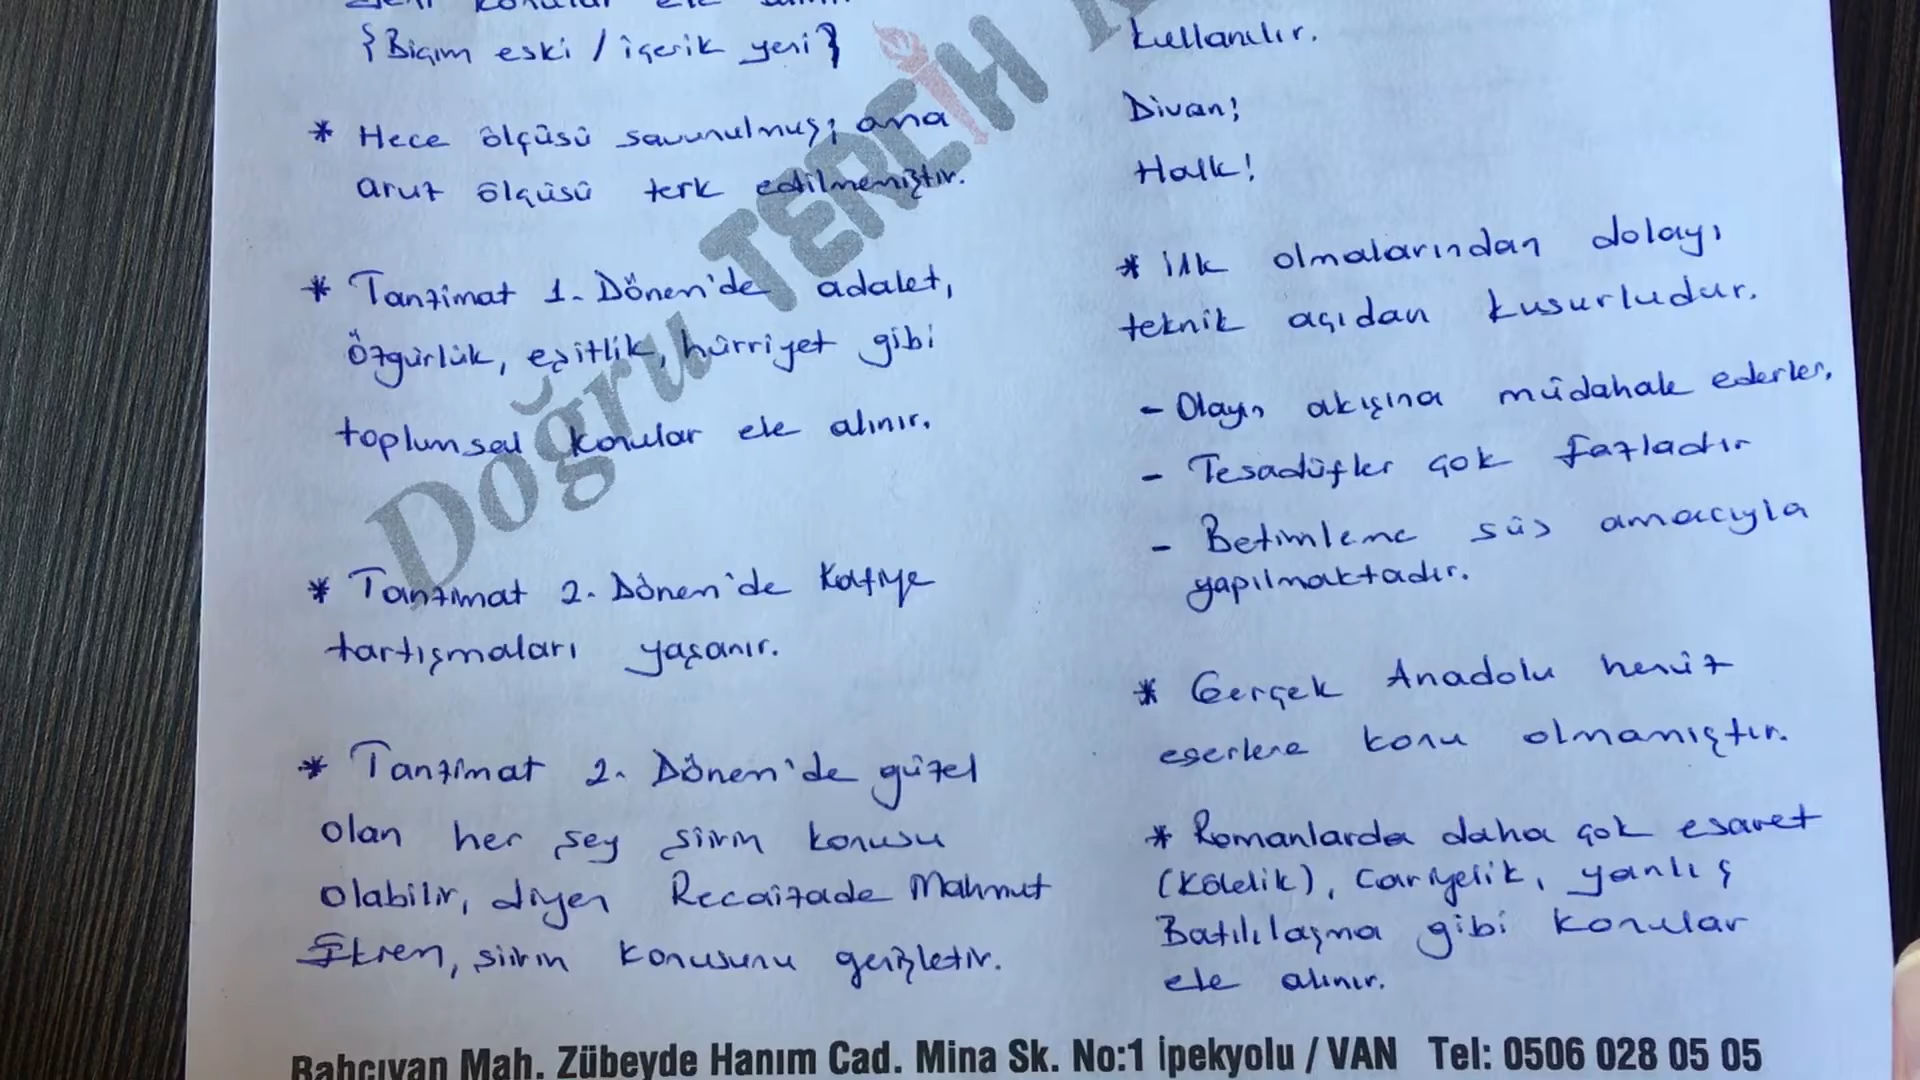 {Biçim eski / içerik yeni}
* Hece ölçüsü savunulmuş; ama
aruz ölçüsü terk edilmemiştir.
* Tanzimat 1. Dönem'de adalet,
Özgürlük, eşitlik, hürriyet gibi
toplumsal konular ele alınır.
* Tanzimat 2. Dönem'de Kafiye
tartışmaları yaşanır.
* Tanzimat 2. Dönem'de güzel
olan her şey şiirin konusu
olabilir, diyen Recaizade Mahmut
Ekrem, şiirin konusunu genişletir.
kullanılır.
Divan;
Halk!
* İlk olmalarından dolayı
teknik açıdan kusurludur.
- Olayın akışına müdahale ederler.
- Tesadüfler çok fazladır
- Betimleme süs amacıyla
yapılmaktadır.
* Gerçek Anadolu henüz
eserlere konu olmamıştır.
* Romanlarda daha çok esaret
(Kölelik), Cariyelik, yanlış
Batılılaşma gibi konular
ele alınır.
Doğru TERCİH
Bahçıvan Mah. Zübeyde Hanım Cad. Mina Sk. No:1 İpekyolu / VAN Tel: 0506 028 05 05